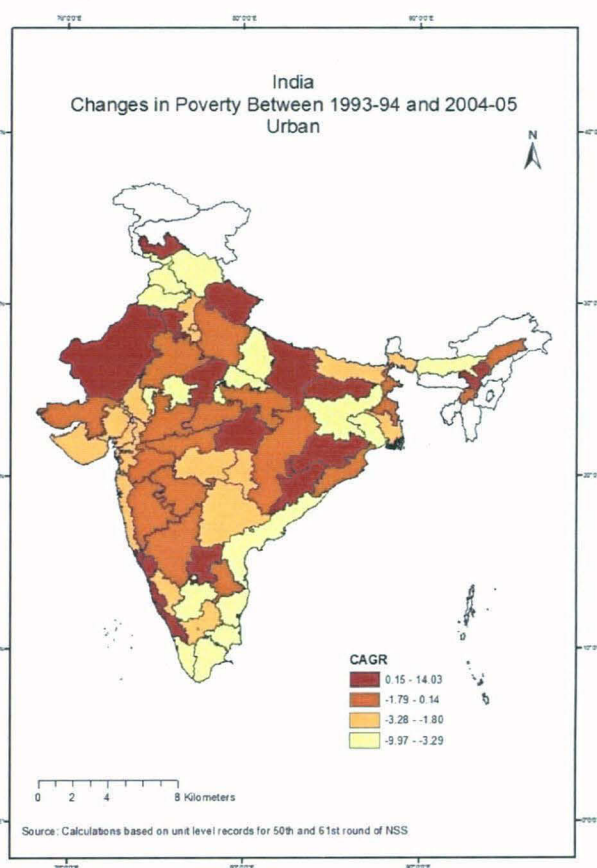 India
Changes in Poverty Between 1993-94 and 2004-05
Urban
N
CAGR
0.15 - 14.03
-1.79 - 0.14
-3.28 - -1.80
-9.97 - -3.29
0 2 4 8 Kilometers
Source: Calculations based on unit level records for 50th and 61st round of NSS